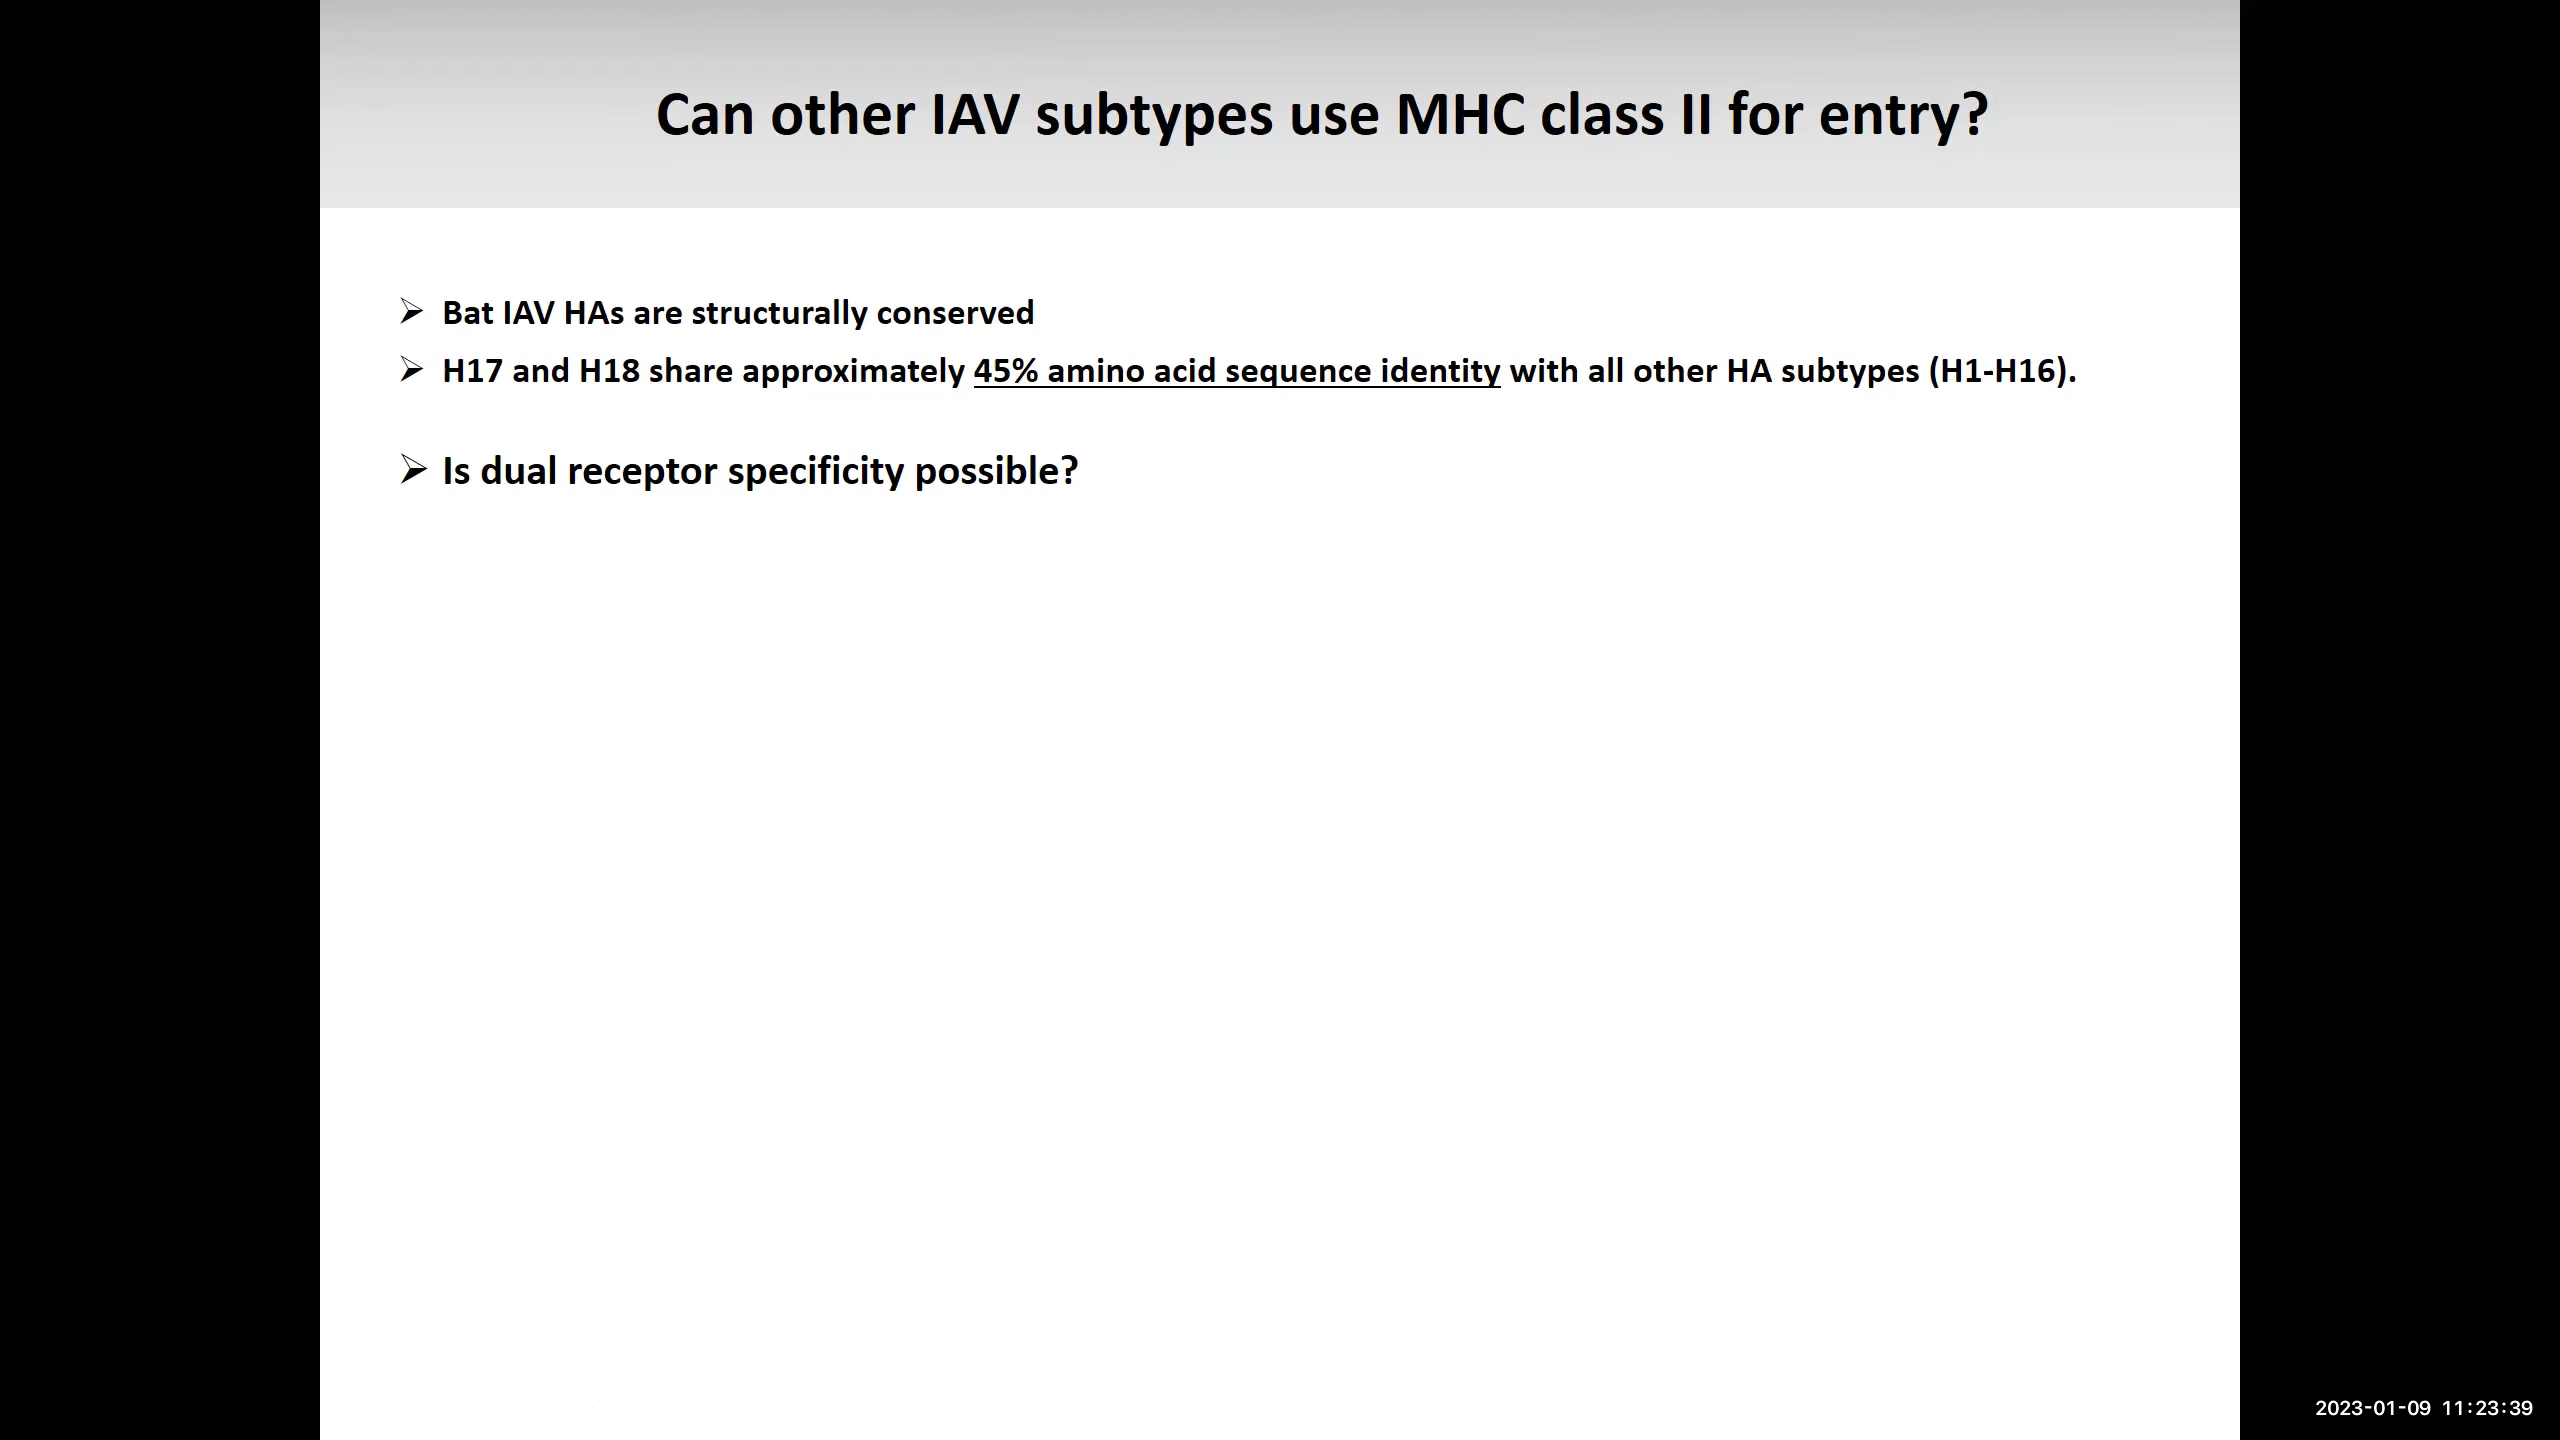 Can other IAV subtypes use MHC class II for entry?
➢ Bat IAV HAs are structurally conserved
➢ H17 and H18 share approximately 45% amino acid sequence identity with all other HA subtypes (H1-H16).
➢ Is dual receptor specificity possible?
2023-01-09 11:23:39